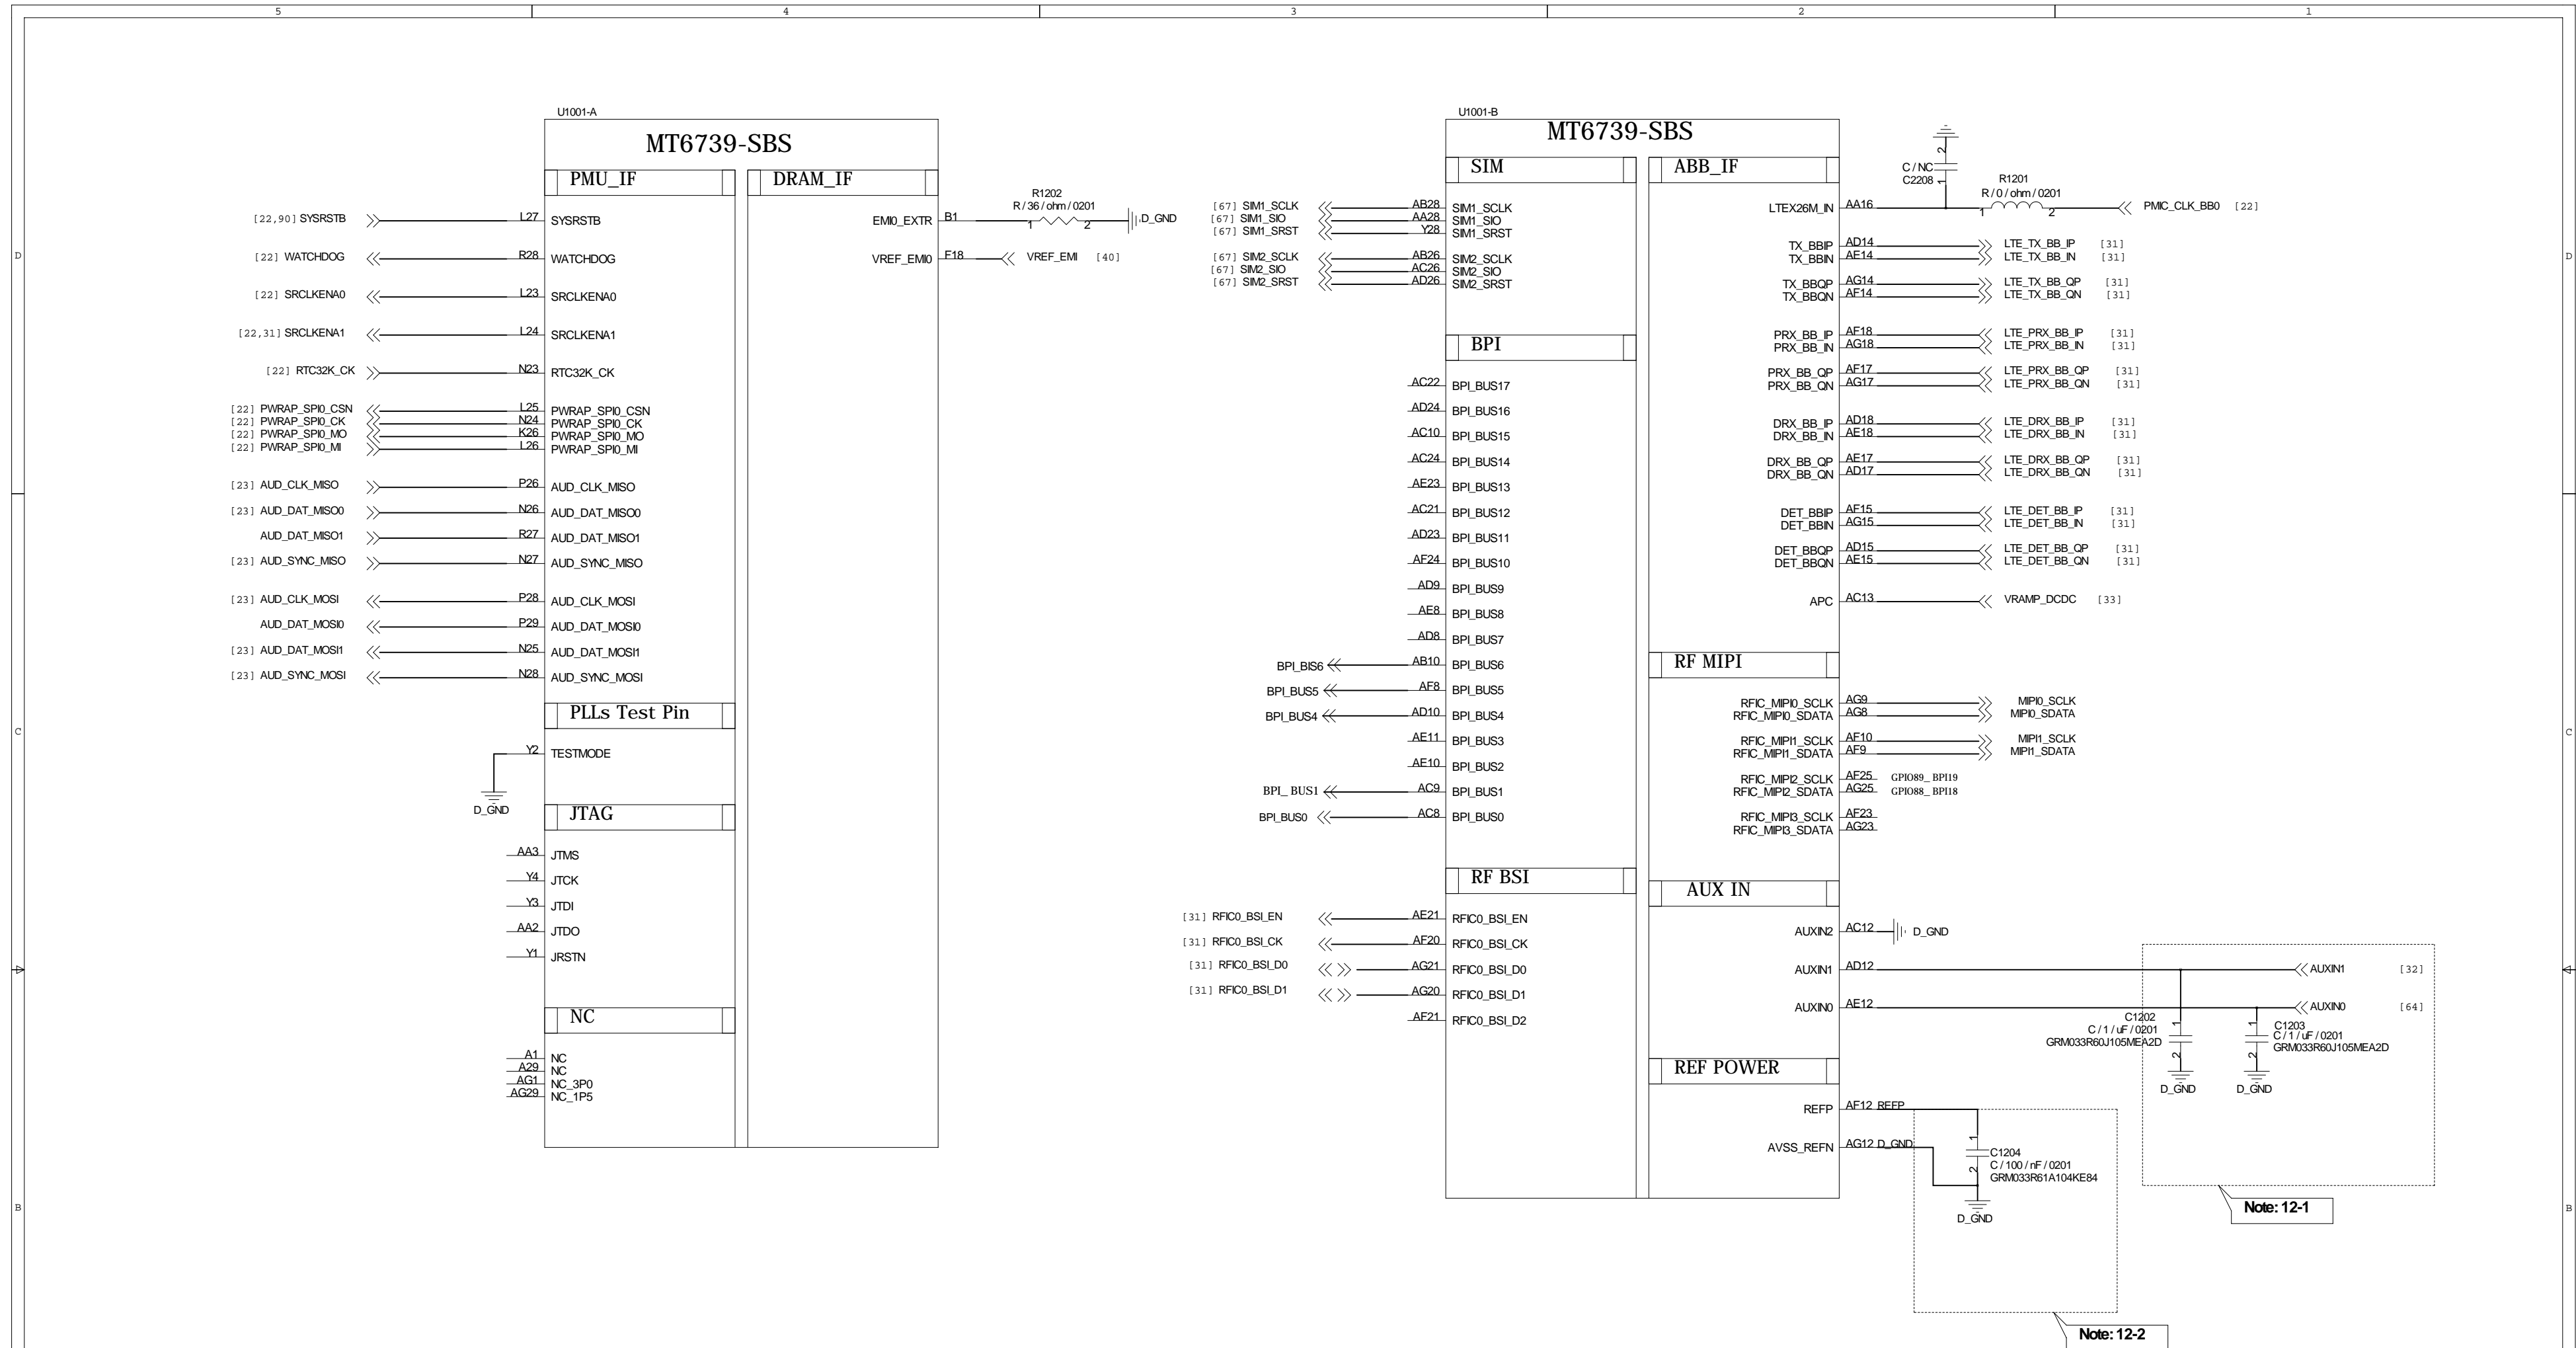 5 4 3 2 1
D
C
B
D
C
B
U1001-A
MT6739-SBS
PMU_IF
DRAM_IF
[22,90] SYSRSTB L27 SYSRSTB
[22] WATCHDOG R28 WATCHDOG
[22] SRCLKENA0 L23 SRCLKENA0
[22,31] SRCLKENA1 L24 SRCLKENA1
[22] RTC32K_CK N23 RTC32K_CK
[22] PWRAP_SPI0_CSN L25 PWRAP_SPI0_CSN
[22] PWRAP_SPI0_CK N24 PWRAP_SPI0_CK
[22] PWRAP_SPI0_MO K26 PWRAP_SPI0_MO
[22] PWRAP_SPI0_MI L26 PWRAP_SPI0_MI
[23] AUD_CLK_MISO P26 AUD_CLK_MISO
[23] AUD_DAT_MISO0 N26 AUD_DAT_MISO0
AUD_DAT_MISO1 R27 AUD_DAT_MISO1
[23] AUD_SYNC_MISO N27 AUD_SYNC_MISO
[23] AUD_CLK_MOSI P28 AUD_CLK_MOSI
AUD_DAT_MOSI0 P29 AUD_DAT_MOSI0
[23] AUD_DAT_MOSI1 N25 AUD_DAT_MOSI1
[23] AUD_SYNC_MOSI N28 AUD_SYNC_MOSI
PLLs Test Pin
Y2 TESTMODE
D_GND
JTAG
AA3 JTMS
Y4 JTCK
Y3 JTDI
AA2 JTDO
Y1 JRSTN
NC
A1 NC
A29 NC
AG1 NC_3P0
AG29 NC_1P5
R1202
R / 36 / ohm / 0201
EMI0_EXTR B1 1 2 D_GND
VREF_EMI0 F18 VREF_EMI [40]
U1001-B
MT6739-SBS
SIM
ABB_IF
[67] SIM1_SCLK AB28 SIM1_SCLK
[67] SIM1_SIO AA28 SIM1_SIO
[67] SIM1_SRST Y28 SIM1_SRST
[67] SIM2_SCLK AB26 SIM2_SCLK
[67] SIM2_SIO AC26 SIM2_SIO
[67] SIM2_SRST AD26 SIM2_SRST
BPI
AC22 BPI_BUS17
AD24 BPI_BUS16
AC10 BPI_BUS15
AC24 BPI_BUS14
AE23 BPI_BUS13
AC21 BPI_BUS12
AD23 BPI_BUS11
AF24 BPI_BUS10
AD9 BPI_BUS9
AE8 BPI_BUS8
AD8 BPI_BUS7
BPI_BIS6 AB10 BPI_BUS6
BPI_BUS5 AF8 BPI_BUS5
BPI_BUS4 AD10 BPI_BUS4
AE11 BPI_BUS3
AE10 BPI_BUS2
BPI_ BUS1 AC9 BPI_BUS1
BPI_BUS0 AC8 BPI_BUS0
RF BSI
[31] RFIC0_BSI_EN AE21 RFIC0_BSI_EN
[31] RFIC0_BSI_CK AF20 RFIC0_BSI_CK
[31] RFIC0_BSI_D0 AG21 RFIC0_BSI_D0
[31] RFIC0_BSI_D1 AG20 RFIC0_BSI_D1
AF21 RFIC0_BSI_D2
2
C / NC
C2208 1
R1201
R / 0 / ohm / 0201
LTEX26M_IN AA16 1 2 PMIC_CLK_BB0 [22]
TX_BBIP AD14 LTE_TX_BB_IP [31]
TX_BBIN AE14 LTE_TX_BB_IN [31]
TX_BBQP AG14 LTE_TX_BB_QP [31]
TX_BBQN AF14 LTE_TX_BB_QN [31]
PRX_BB_IP AF18 LTE_PRX_BB_IP [31]
PRX_BB_IN AG18 LTE_PRX_BB_IN [31]
PRX_BB_QP AF17 LTE_PRX_BB_QP [31]
PRX_BB_QN AG17 LTE_PRX_BB_QN [31]
DRX_BB_IP AD18 LTE_DRX_BB_IP [31]
DRX_BB_IN AE18 LTE_DRX_BB_IN [31]
DRX_BB_QP AE17 LTE_DRX_BB_QP [31]
DRX_BB_QN AD17 LTE_DRX_BB_QN [31]
DET_BBIP AF15 LTE_DET_BB_IP [31]
DET_BBIN AG15 LTE_DET_BB_IN [31]
DET_BBQP AD15 LTE_DET_BB_QP [31]
DET_BBQN AE15 LTE_DET_BB_QN [31]
APC AC13 VRAMP_DCDC [33]
RF MIPI
RFIC_MIPI0_SCLK AG9 MIPI0_SCLK
RFIC_MIPI0_SDATA AG8 MIPI0_SDATA
RFIC_MIPI1_SCLK AF10 MIPI1_SCLK
RFIC_MIPI1_SDATA AF9 MIPI1_SDATA
RFIC_MIPI2_SCLK AF25 GPIO89_ BPI19
RFIC_MIPI2_SDATA AG25 GPIO88_ BPI18
RFIC_MIPI3_SCLK AF23
RFIC_MIPI3_SDATA AG23
AUX IN
AUXIN2 AC12 D_GND
AUXIN1 AD12 AUXIN1 [32]
AUXIN0 AE12 AUXIN0 [64]
C1202 1
C / 1 / uF / 0201
GRM033R60J105MEA2D
2
D_GND
1 C1203
C / 1 / uF / 0201
GRM033R60J105MEA2D
2
D_GND
REF POWER
REFP AF12 REFP
AVSS_REFN AG12 D_GND
1
C1204
C / 100 / nF / 0201
2 GRM033R61A104KE84
D_GND
Note: 12-1
Note: 12-2